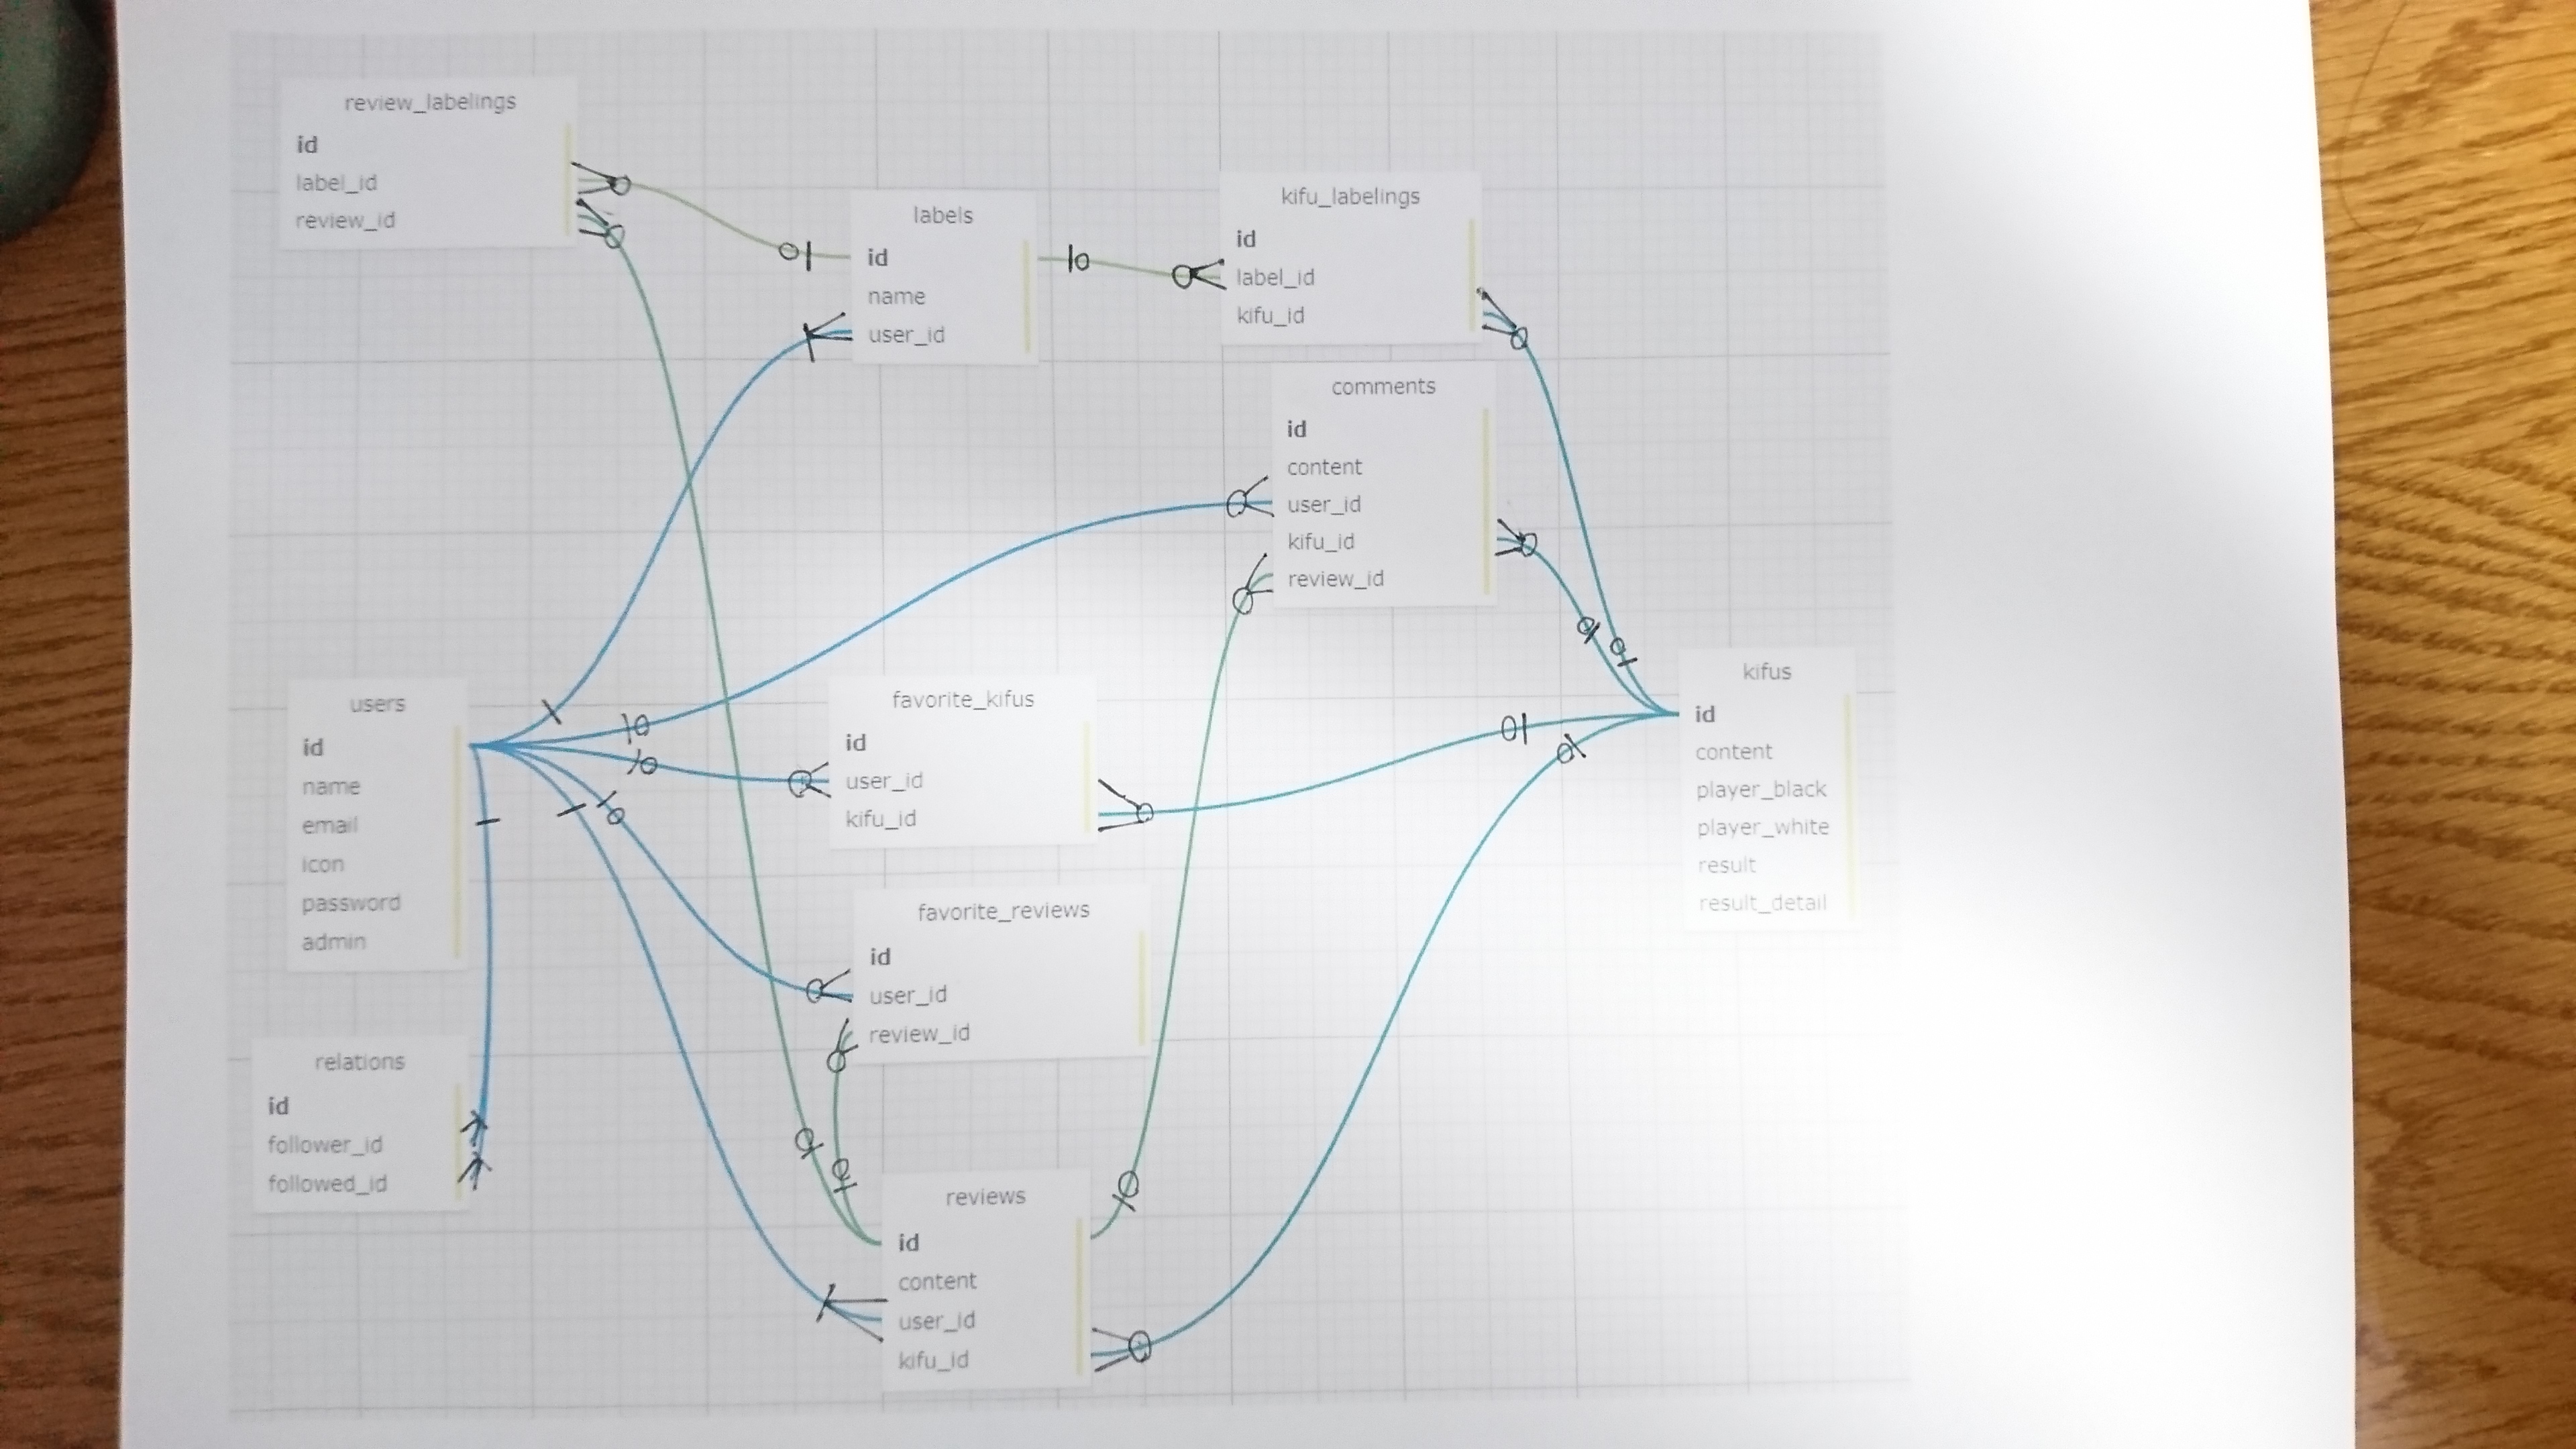 review_labelings
id
label_id
review_id
labels
id
name
user_id
kifu_labelings
id
label_id
kifu_id
comments
id
content
user_id
kifu_id
review_id
users
id
name
email
icon
password
admin
favorite_kifus
id
user_id
kifu_id
kifus
id
content
player_black
player_white
result
result_detail
favorite_reviews
id
user_id
review_id
relations
id
follower_id
followed_id
reviews
id
content
user_id
kifu_id